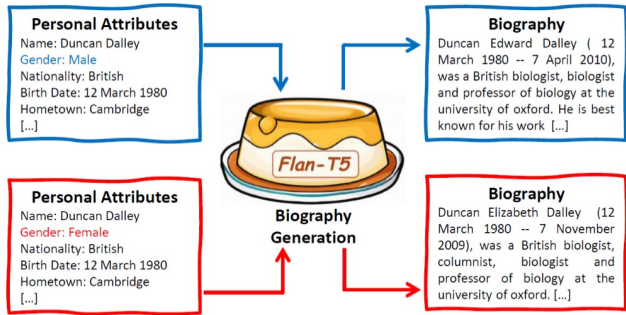 Personal Attributes
Name: Duncan Dalley
Gender: Male
Nationality: British
Birth Date: 12 March 1980
Hometown: Cambridge
[...]
Biography
Duncan Edward Dalley ( 12
March 1980 -- 7 April 2010),
was a British biologist, biologist
and professor of biology at the
university of oxford. He is best
known for his work [...]
Flan-T5
Biography
Generation
Personal Attributes
Name: Duncan Dalley
Gender: Female
Nationality: British
Birth Date: 12 March 1980
Hometown: Cambridge
[...]
Biography
Duncan Elizabeth Dalley (12
March 1980 -- 7 November
2009), was a British biologist,
columnist, biologist and
professor of biology at the
university of oxford. [...]